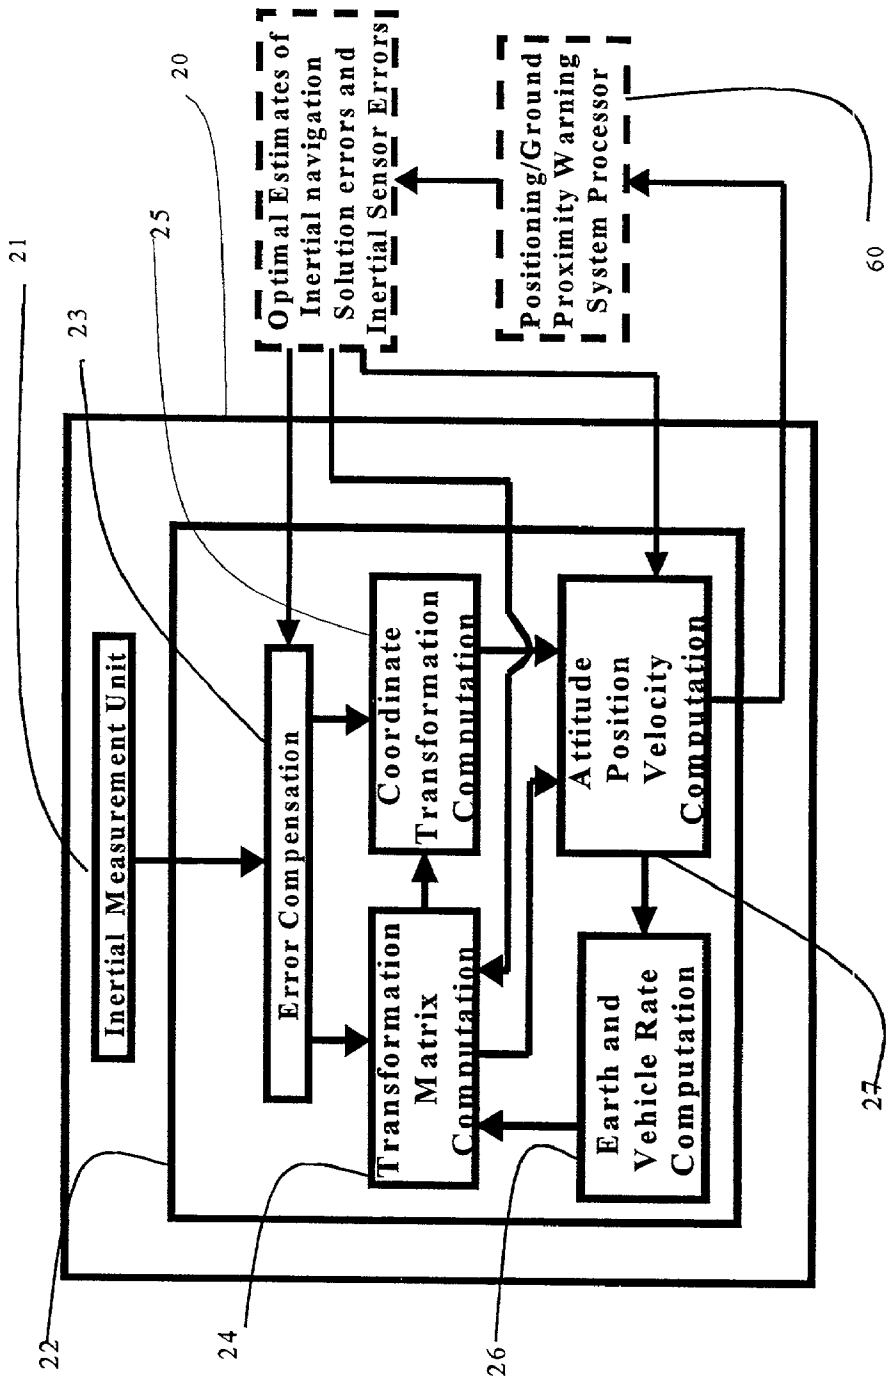 20
Optimal Estimates of
Inertial navigation
Solution errors and
Inertial Sensor Errors
Positioning/Ground
Proximity Warning
System Processor
60
21
23
25
Inertial Measurement Unit
Error Compensation
Coordinate
Transformation
Computation
Transformation
Matrix
Computation
Attitude
Position
Velocity
Computation
Earth and
Vehicle Rate
Computation
22
24
26
27